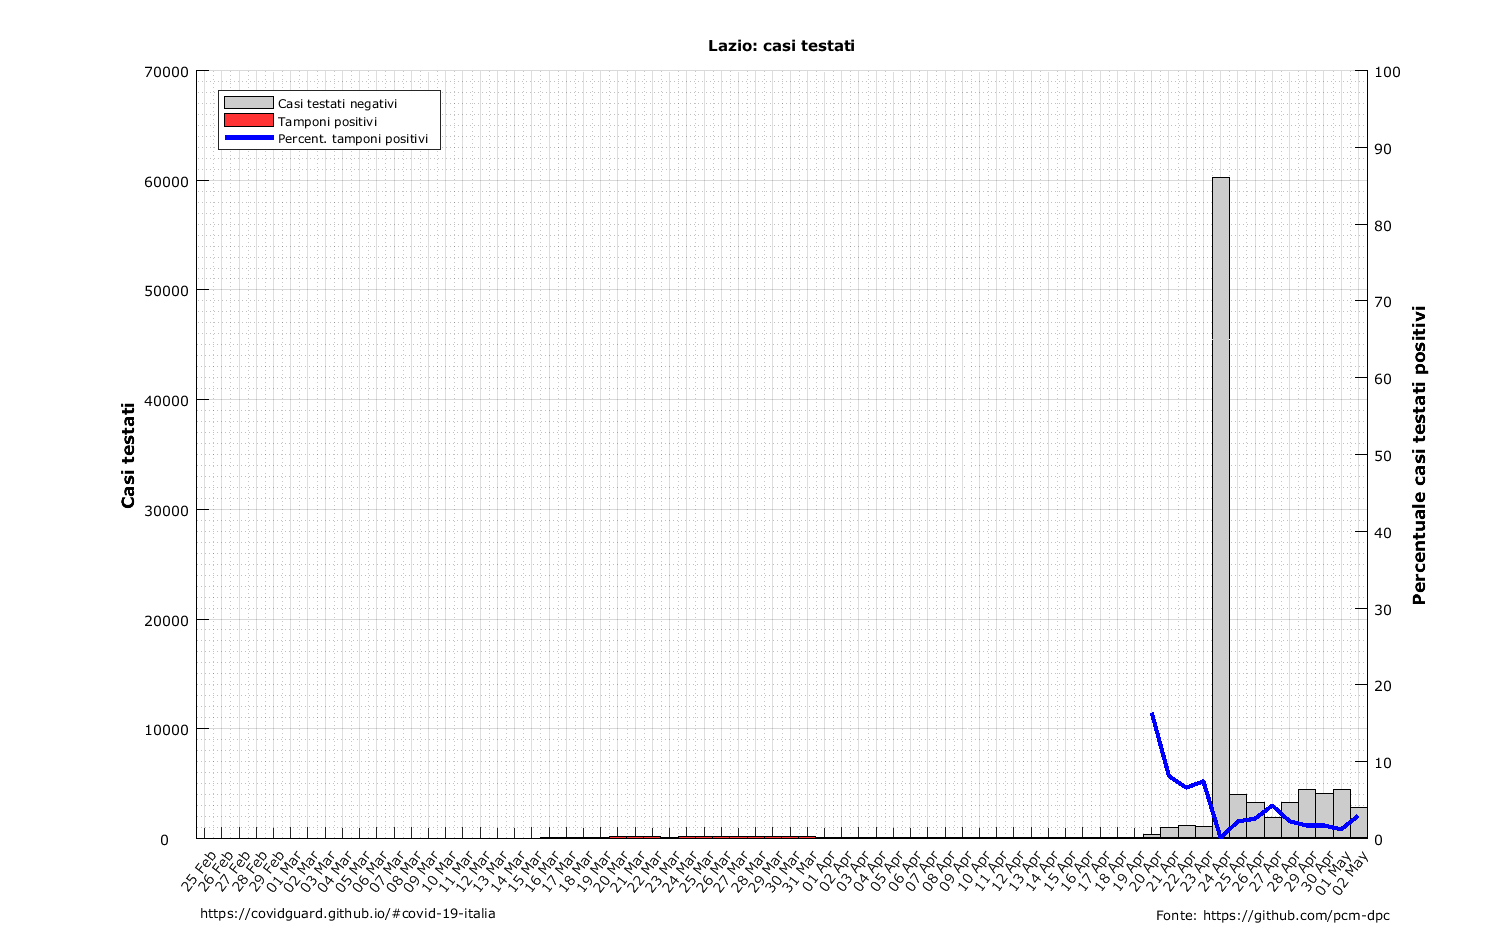 Lazio: casi testati
Casi testati negativi
Tamponi positivi
Percent. tamponi positivi
Casi testati
70000
60000
50000
40000
30000
20000
10000
0
Percentuale casi testati positivi
100
90
80
70
60
50
40
30
20
10
0
25 Feb
26 Feb
27 Feb
28 Feb
29 Feb
01 Mar
02 Mar
03 Mar
04 Mar
05 Mar
06 Mar
07 Mar
08 Mar
09 Mar
10 Mar
11 Mar
12 Mar
13 Mar
14 Mar
15 Mar
16 Mar
17 Mar
18 Mar
19 Mar
20 Mar
21 Mar
22 Mar
23 Mar
24 Mar
25 Mar
26 Mar
27 Mar
28 Mar
29 Mar
30 Mar
31 Mar
01 Apr
02 Apr
03 Apr
04 Apr
05 Apr
06 Apr
07 Apr
08 Apr
09 Apr
10 Apr
11 Apr
12 Apr
13 Apr
14 Apr
15 Apr
16 Apr
17 Apr
18 Apr
19 Apr
20 Apr
21 Apr
22 Apr
23 Apr
24 Apr
25 Apr
26 Apr
27 Apr
28 Apr
29 Apr
30 Apr
01 May
02 May
https://covidguard.github.io/#covid-19-italia
Fonte: https://github.com/pcm-dpc